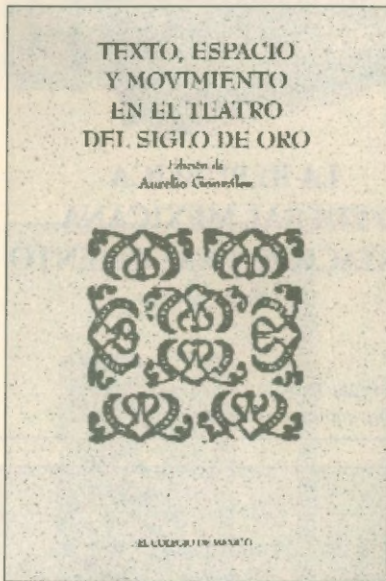 TEXTO, ESPACIO
Y MOVIMIENTO
EN EL TEATRO
DEL SIGLO DE ORO
Edición de
Aurelio González
EL COLEGIO DE MÉXICO